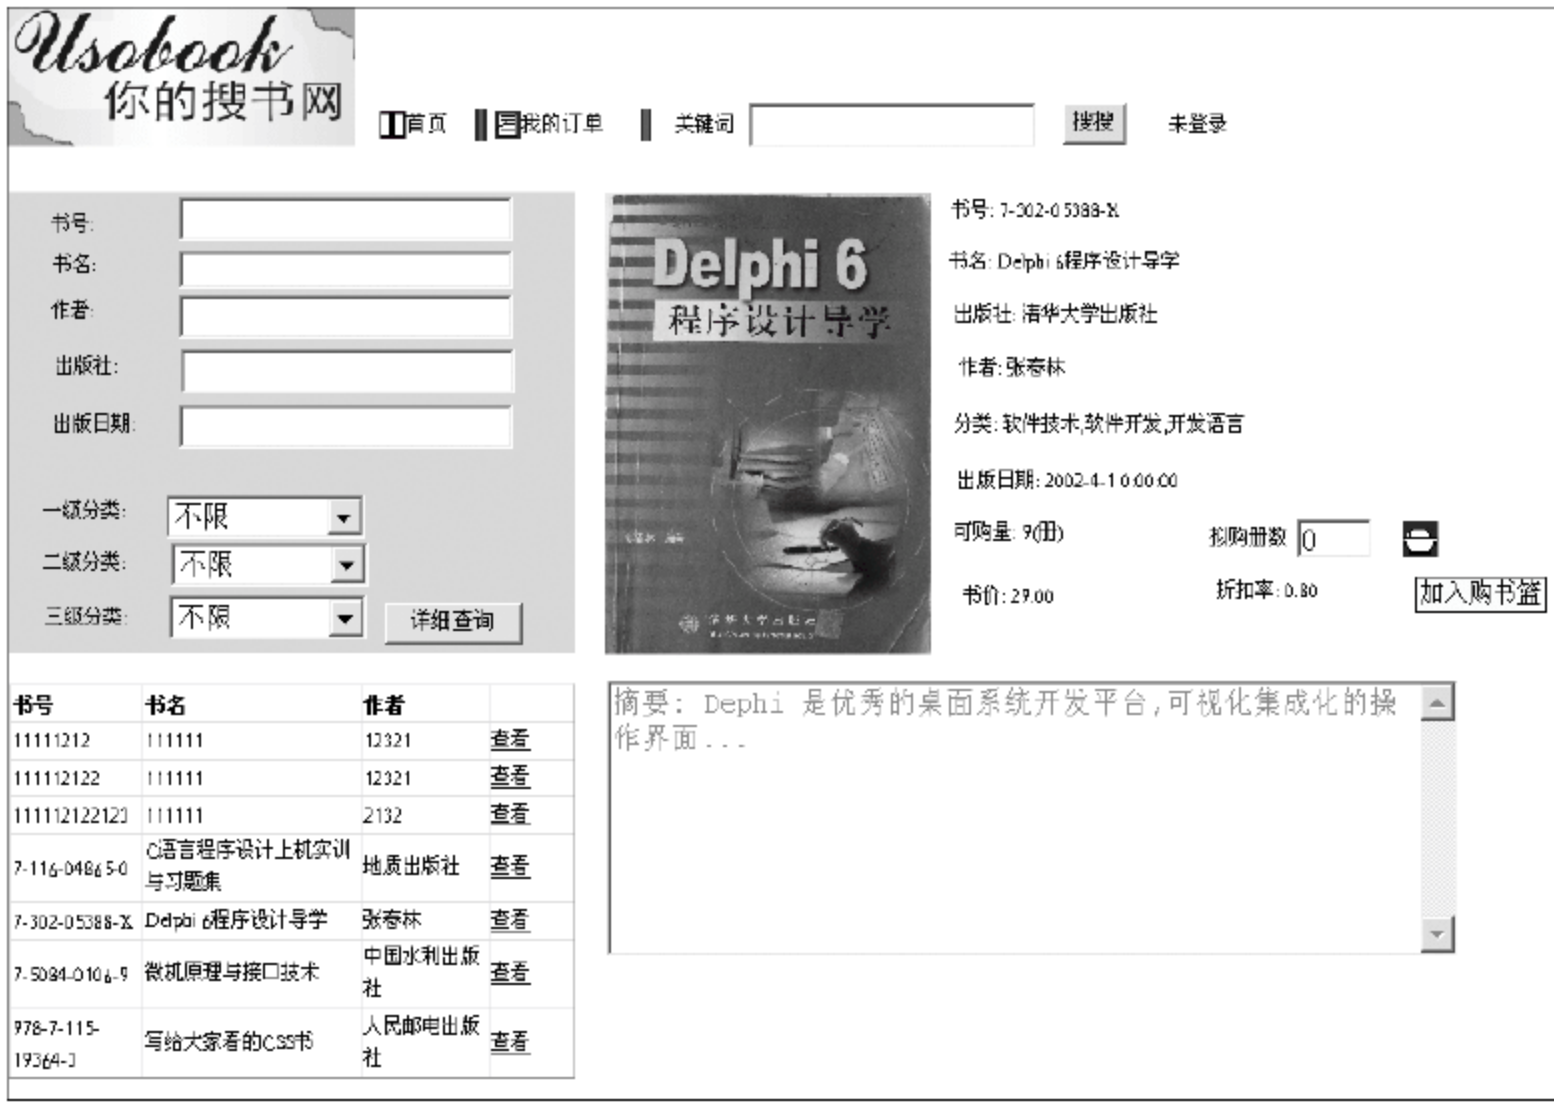 Usobook
你的搜书网
首页
我的订单
关键词
搜搜
未登录
书号:
书名:
作者:
出版社:
出版日期:
一级分类: 不限
二级分类: 不限
三级分类: 不限
详细查询
Delphi 6
程序设计导学
清华大学出版社
书号: 7-302-05388-X
书名: Delphi 6程序设计导学
出版社: 清华大学出版社
作者: 张春林
分类: 软件技术,软件开发,开发语言
出版日期: 2002-4-1 0:00:00
可购量: 9(册)
拟购册数 0
书价: 27.00
折扣率: 0.80
加入购书篮
书号 书名 作者
11111212 111111 12321 查看
111112122 111111 12321 查看
111112122123 111111 2132 查看
7-116-04865-0 C语言程序设计上机实训
与习题集 地质出版社 查看
7-302-05388-X Delphi 6程序设计导学 张春林 查看
7-5084-0106-9 微机原理与接口技术 中国水利出版
社 查看
978-7-115-
19364-3 写给大家看的CSS书 人民邮电出版
社 查看
摘要: Dephi 是优秀的桌面系统开发平台,可视化集成化的操
作界面...